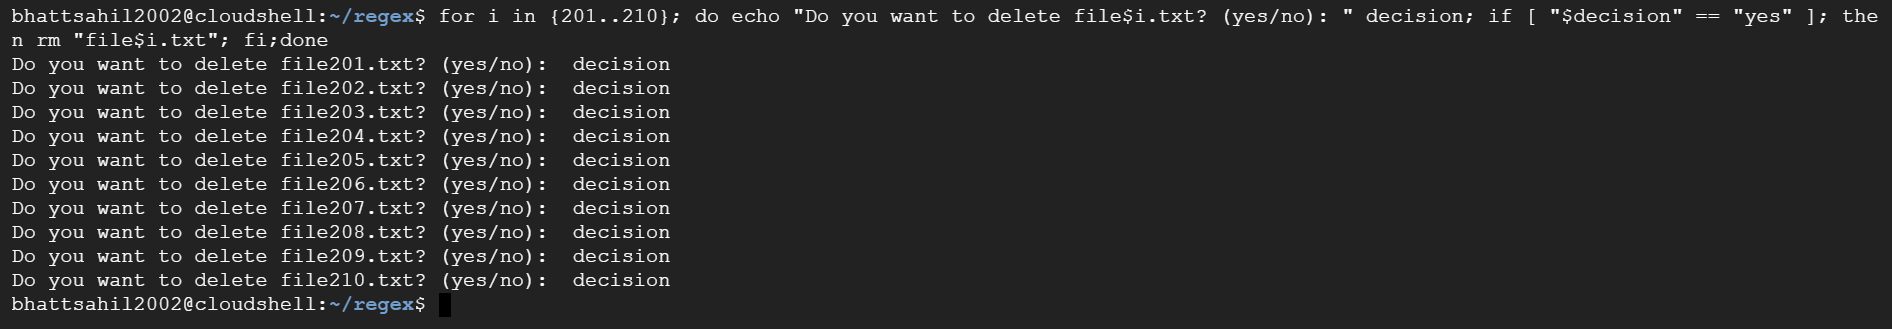 bhattsahil2002@cloudshell:~/regex$ for i in {201..210}; do echo "Do you want to delete file$i.txt? (yes/no): " decision; if [ "$decision" == "yes" ]; the
n rm "file$i.txt"; fi;done
Do you want to delete file201.txt? (yes/no):  decision
Do you want to delete file202.txt? (yes/no):  decision
Do you want to delete file203.txt? (yes/no):  decision
Do you want to delete file204.txt? (yes/no):  decision
Do you want to delete file205.txt? (yes/no):  decision
Do you want to delete file206.txt? (yes/no):  decision
Do you want to delete file207.txt? (yes/no):  decision
Do you want to delete file208.txt? (yes/no):  decision
Do you want to delete file209.txt? (yes/no):  decision
Do you want to delete file210.txt? (yes/no):  decision
bhattsahil2002@cloudshell:~/regex$